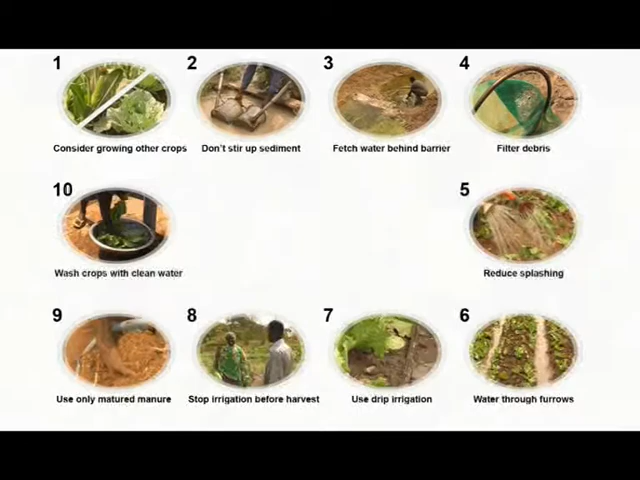 1
Consider growing other crops
2
Don't stir up sediment
3
Fetch water behind barrier
4
Filter debris
5
Reduce splashing
6
Water through furrows
7
Use drip irrigation
8
Stop irrigation before harvest
9
Use only matured manure
10
Wash crops with clean water